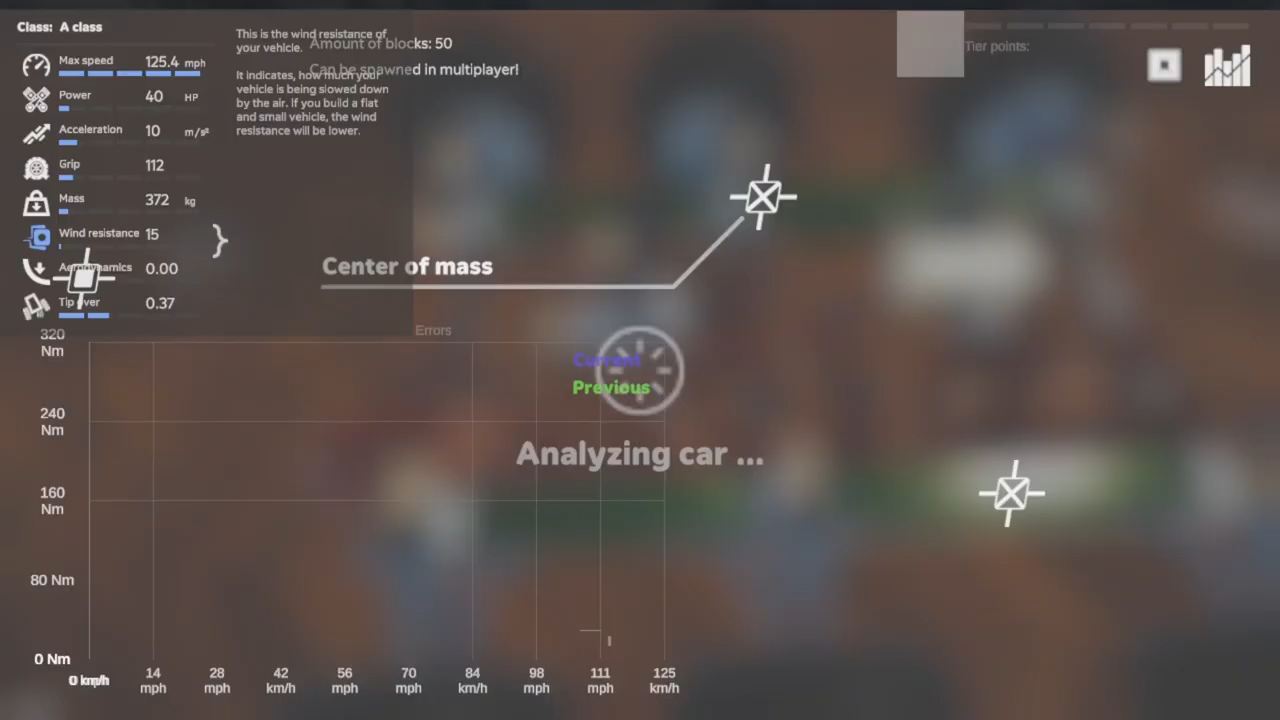 Class: A class
Max speed 125.4 mph
Power 40 HP
Acceleration 10 m/s²
Grip 112
Mass 372 kg
Wind resistance 15
Aerodynamics 0.00
Tip over 0.37
This is the wind resistance of
your vehicle.
It indicates, how much your
vehicle is being slowed down
by the air. If you build a flat
and small vehicle, the wind
resistance will be lower.
Amount of blocks: 50
Can be spawned in multiplayer!
Tier points:
Center of mass
Errors
Current
Previous
Analyzing car ...
320
Nm
240
Nm
160
Nm
80 Nm
0 Nm
0 km/h
14
mph
28
mph
42
km/h
56
mph
70
mph
84
km/h
98
mph
111
mph
125
km/h